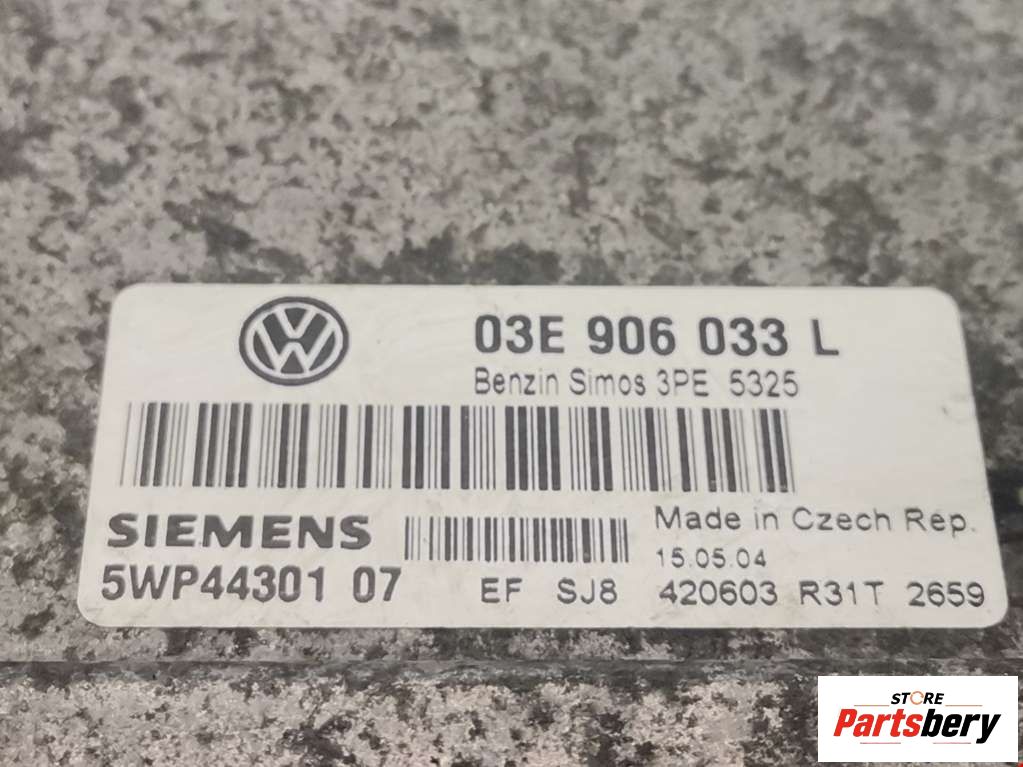 03E 906 033 L
Benzin Simos 3PE 5325
SIEMENS
Made in Czech Rep.
15.05.04
5WP44301 07
EF SJ8 420603 R31T 2659
STORE
Partsbery